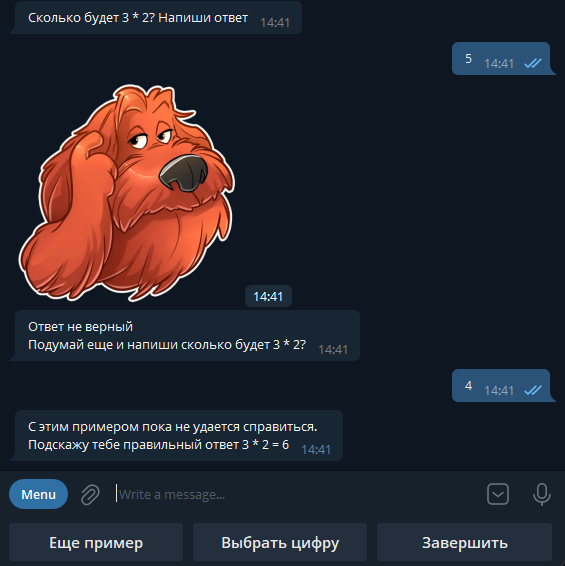 Сколько будет 3 * 2? Напиши ответ 14:41
5 14:41
14:41
Ответ не верный
Подумай еще и напиши сколько будет 3 * 2? 14:41
4 14:41
С этим примером пока не удается справиться.
Подскажу тебе правильный ответ 3 * 2 = 6 14:41
Menu Write a message...
Еще пример Выбрать цифру Завершить